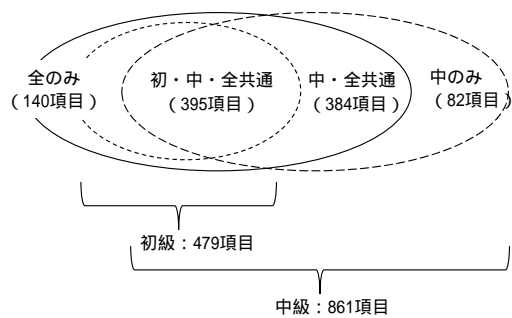 全のみ
（140項目）
初・中・全共通
（395項目）
中・全共通
（384項目）
中のみ
（82項目）
初級：479項目
中級：861項目